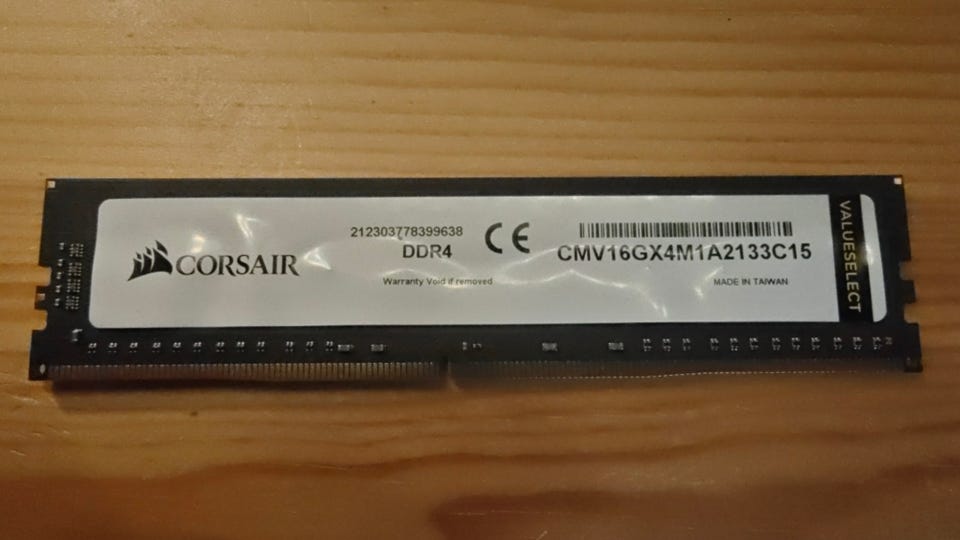 CORSAIR
212303778399638
DDR4
Warranty Void if removed
CE
CMV16GX4M1A2133C15
MADE IN TAIWAN
VALUESELECT